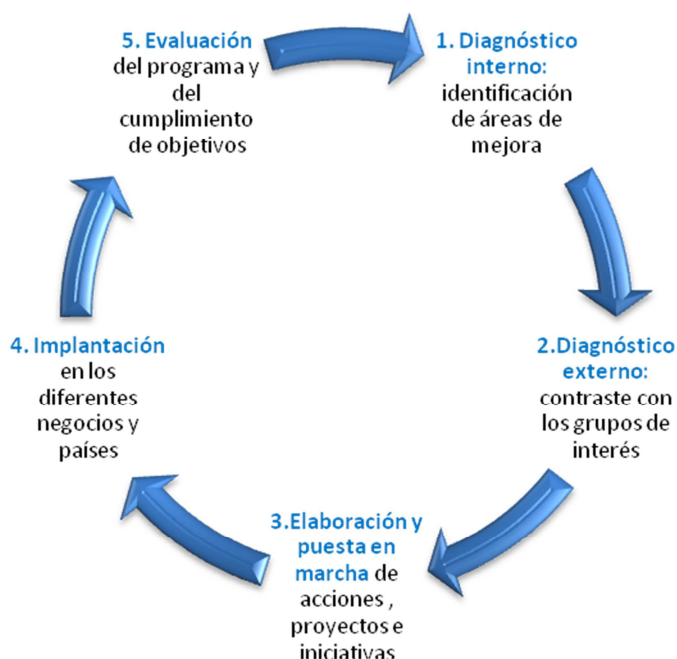 1. Diagnóstico
interno:
identificación
de áreas de
mejora
2.Diagnóstico
externo:
contraste con
los grupos de
interés
3.Elaboración y
puesta en
marcha de
acciones ,
proyectos e
iniciativas
4. Implantación
en los
diferentes
negocios y
países
5. Evaluación
del programa y
del
cumplimiento
de objetivos